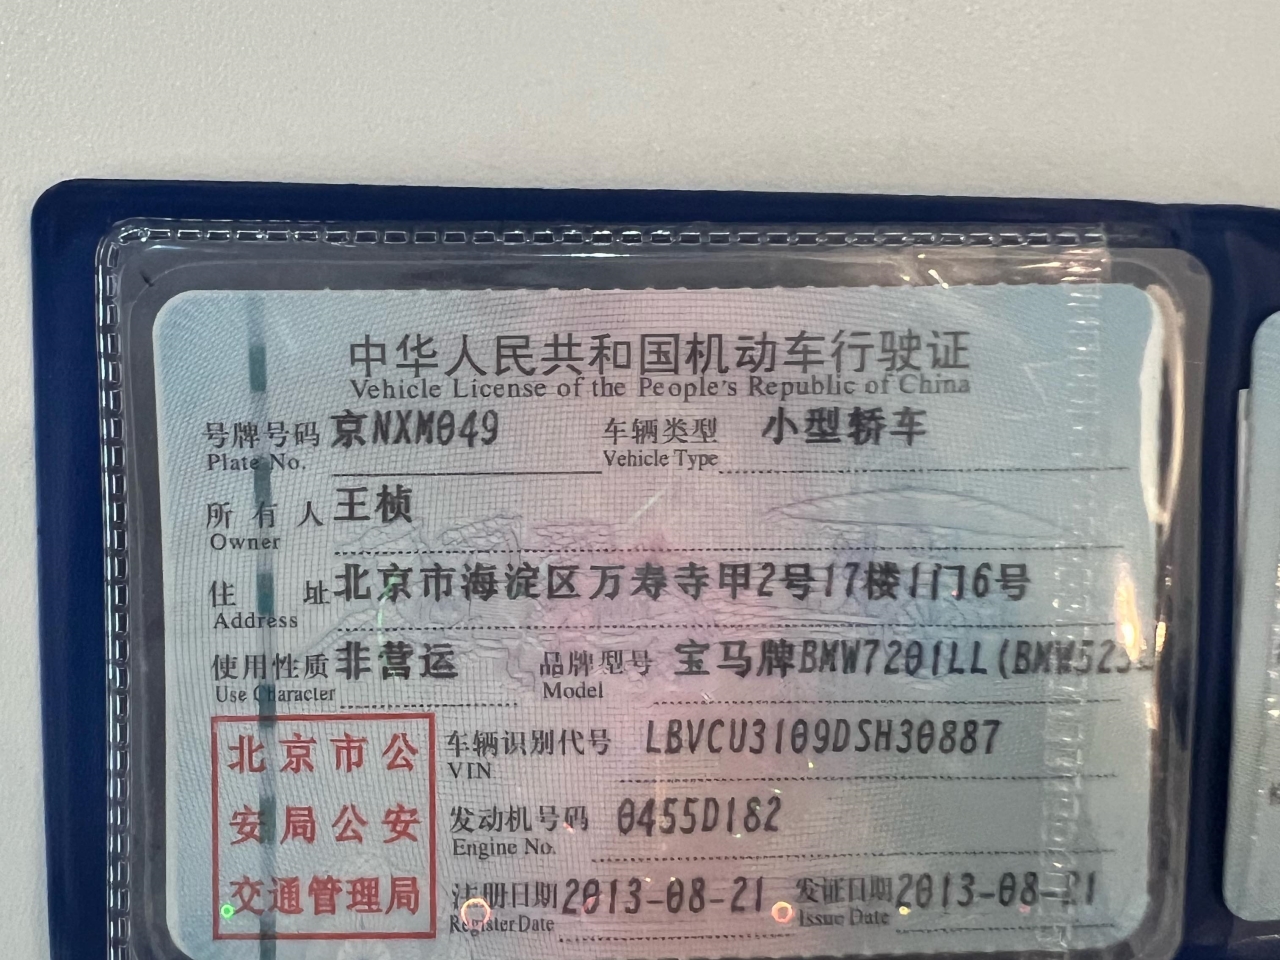 中华人民共和国机动车行驶证
Vehicle License of the People's Republic of China
号牌号码 京NXM049 车辆类型 小型轿车
Plate No. Vehicle Type
所有人 王桢
Owner
住址 北京市海淀区万寿寺甲2号17楼1门76号
Address
使用性质 非营运 品牌型号 宝马牌BMW7201LL(BMW523L
Use Character Model
北京市公 车辆识别代号 LBVCU3109DSH30887
VIN
安局公安 发动机号码 0455D182
Engine No.
交通管理局 注册日期 2013-08-21 发证日期 2013-08-21
Register Date Issue Date